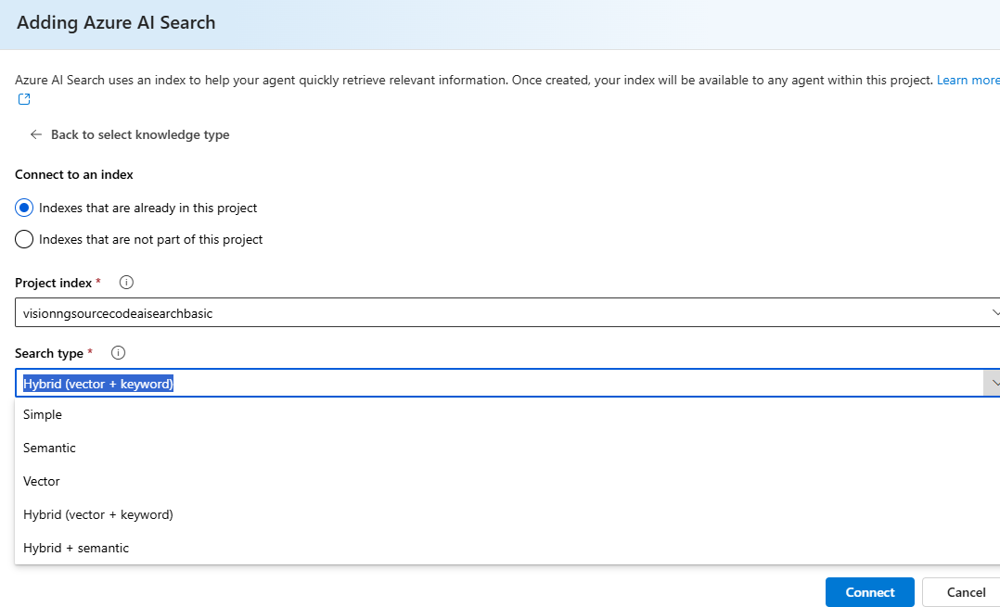 Adding Azure AI Search
Azure AI Search uses an index to help your agent quickly retrieve relevant information. Once created, your index will be available to any agent within this project. Learn more
Back to select knowledge type
Connect to an index
Indexes that are already in this project
Indexes that are not part of this project
Project index *
visionngsourcecodeaisearchbasic
Search type *
Hybrid (vector + keyword)
Simple
Semantic
Vector
Hybrid (vector + keyword)
Hybrid + semantic
Connect Cancel